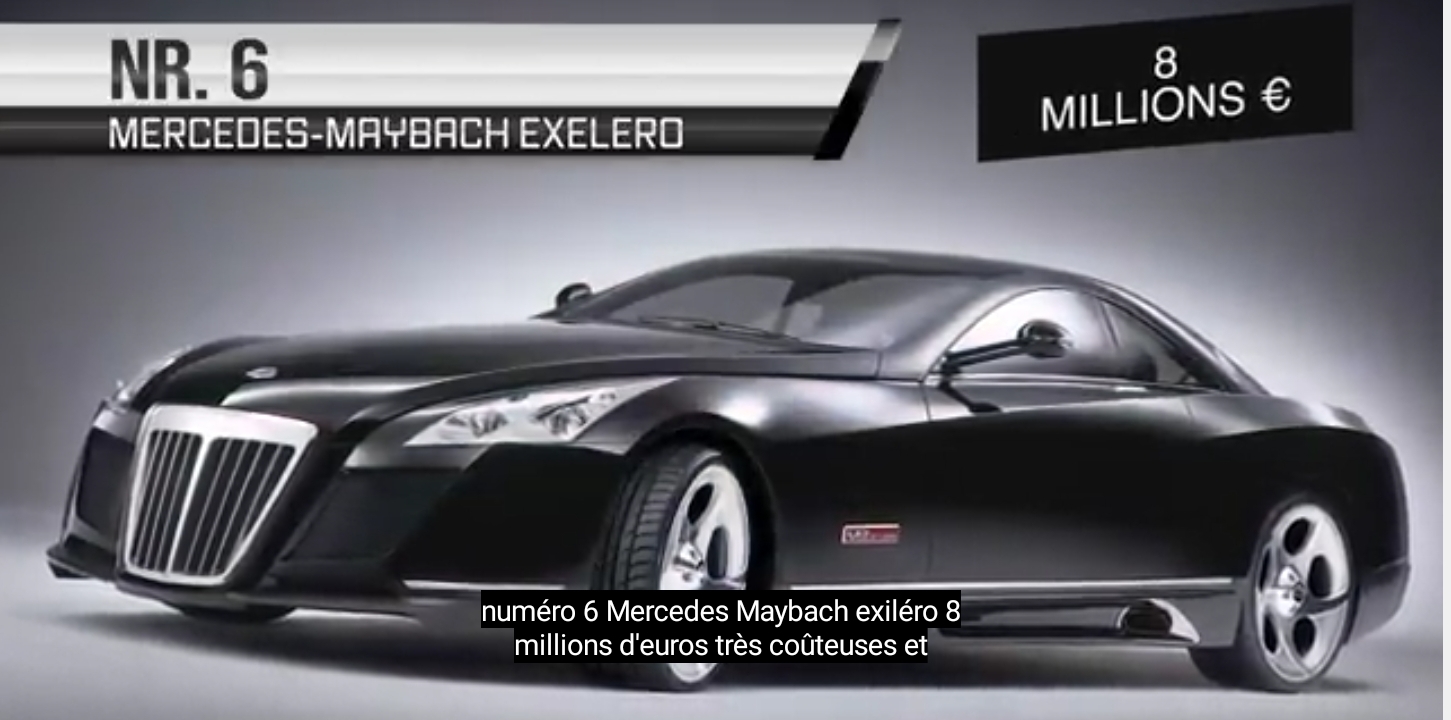 NR. 6
MERCEDES-MAYBACH EXELERO
8
MILLIONS €
numéro 6 Mercedes Maybach exiléro 8
millions d'euros très coûteuses et